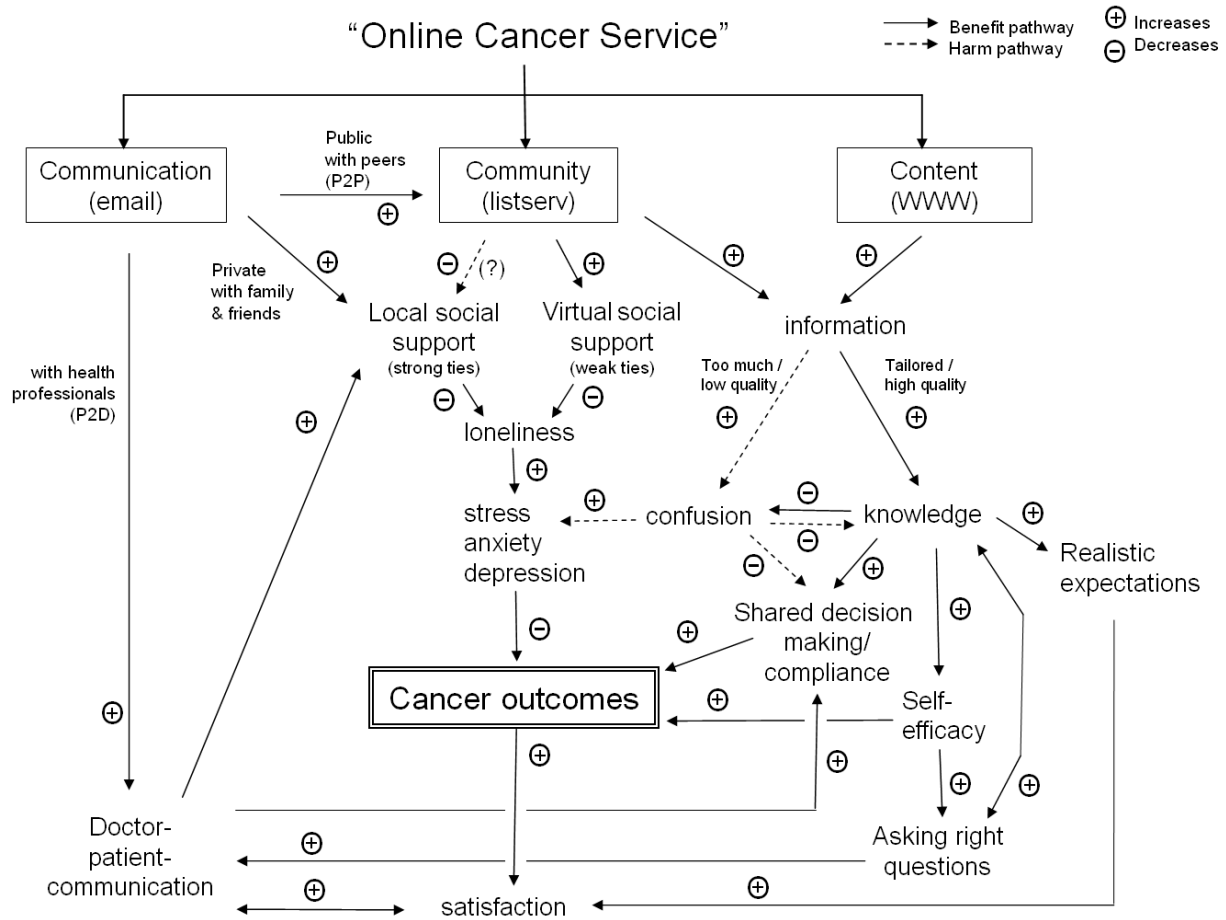 “Online Cancer Service”
Benefit pathway
Harm pathway
+ Increases
− Decreases
Communication
(email)
Public
with peers
(P2P)
+
Community
(listserv)
Content
(WWW)
+
Private
with family
& friends
−
(?)
+
+
+
Local social
support
(strong ties)
Virtual social
support
(weak ties)
information
with health
professionals
(P2D)
Too much /
low quality
Tailored /
high quality
+
−
−
+
+
loneliness
+
stress
anxiety
depression
+
confusion
−
−
knowledge
+
Realistic
expectations
−
+
−
+
Shared decision
making/
compliance
+
Cancer outcomes
+
Self-
efficacy
+
+
+
+
+
Doctor-
patient-
communication
+
Asking right
questions
+
satisfaction
+